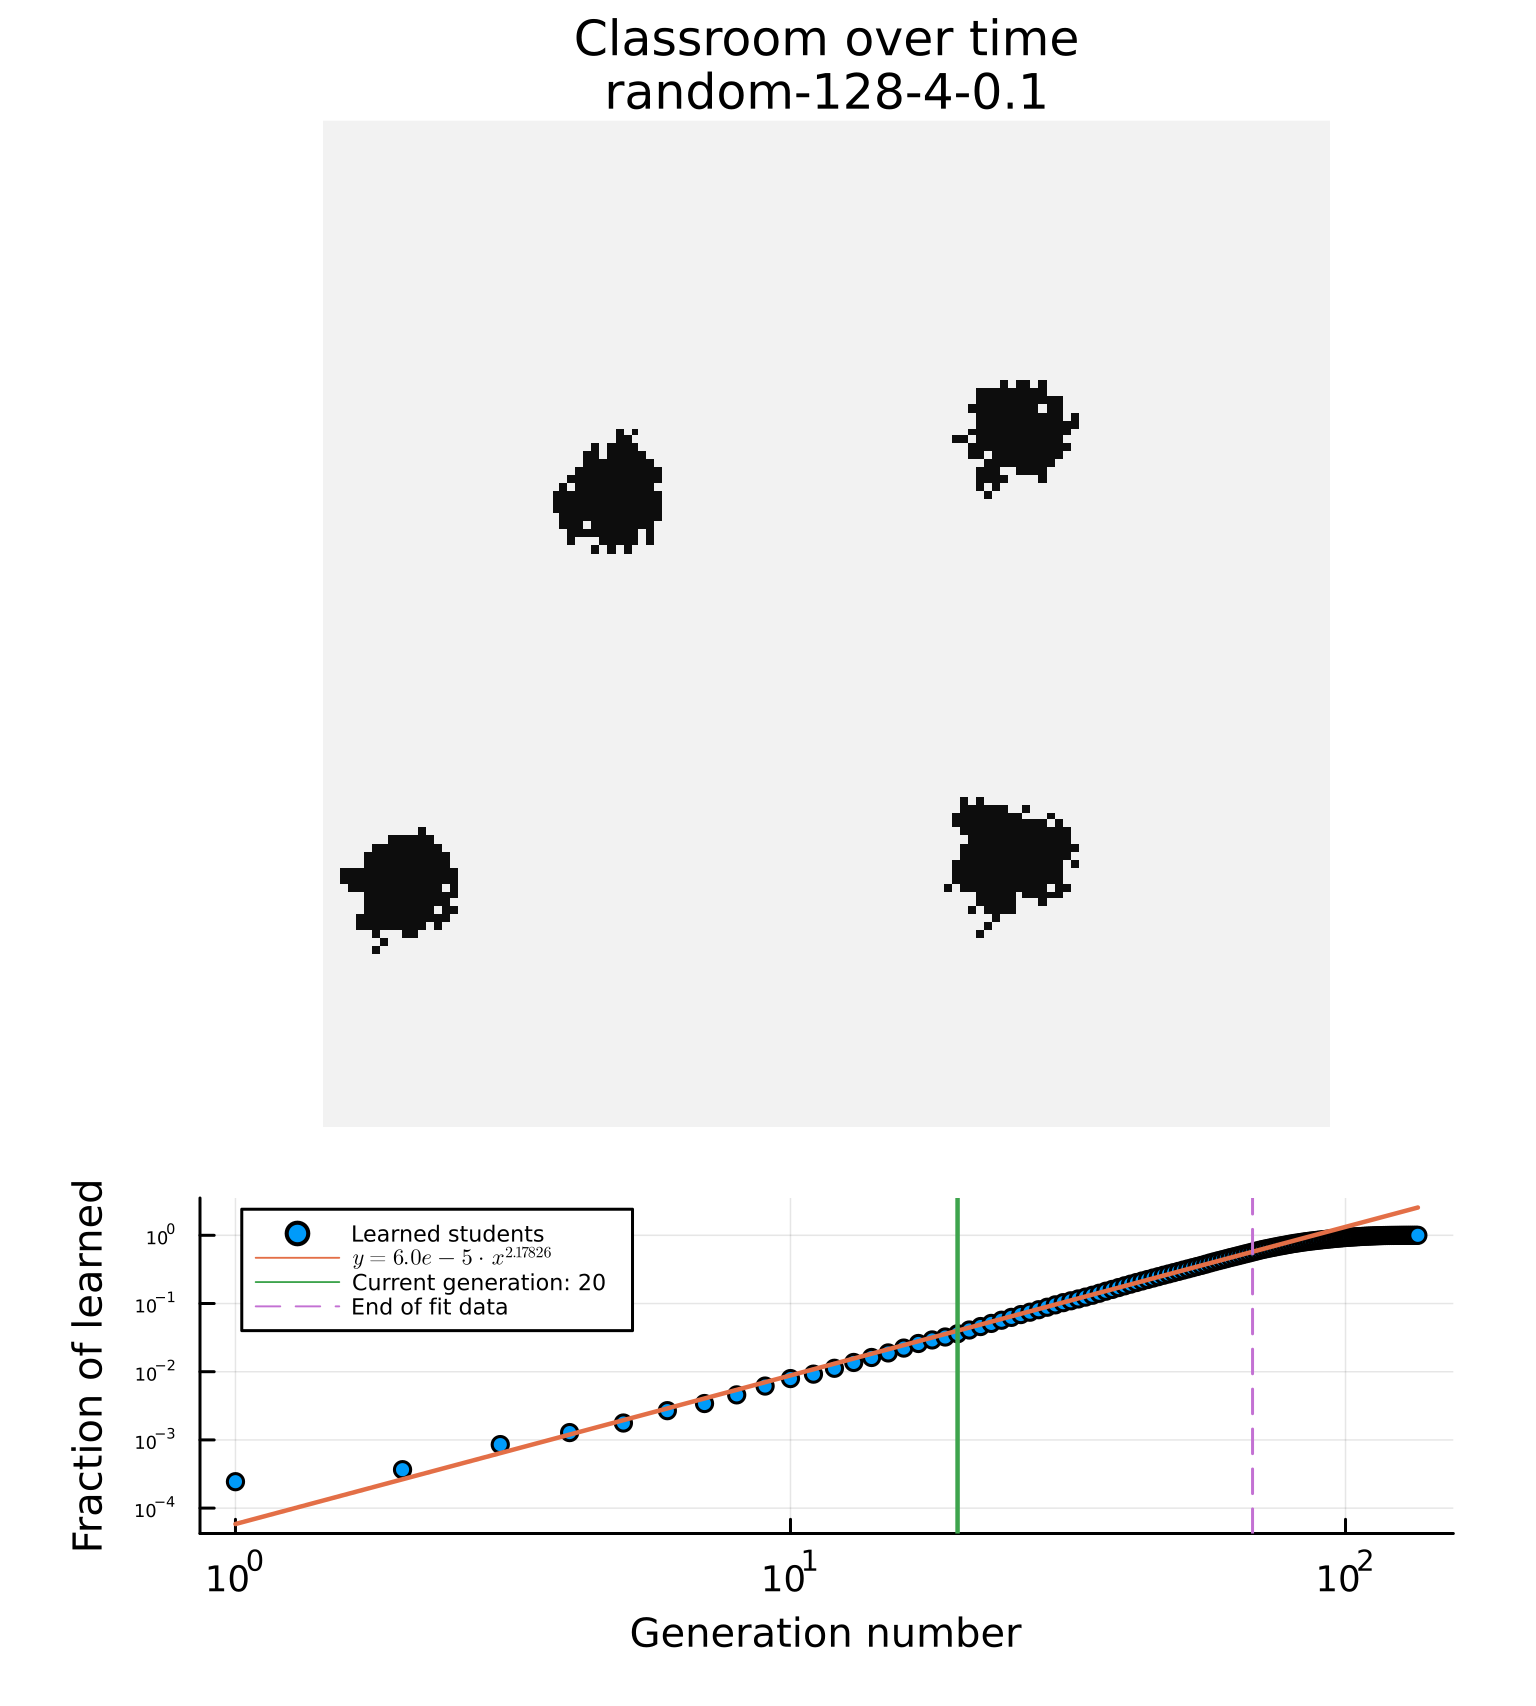 Classroom over time
random-128-4-0.1
Fraction of learned
10^0
10^-1
10^-2
10^-3
10^-4
Learned students
y = 6.0e − 5 · x^2.17826
Current generation: 20
End of fit data
10^0 10^1 10^2
Generation number